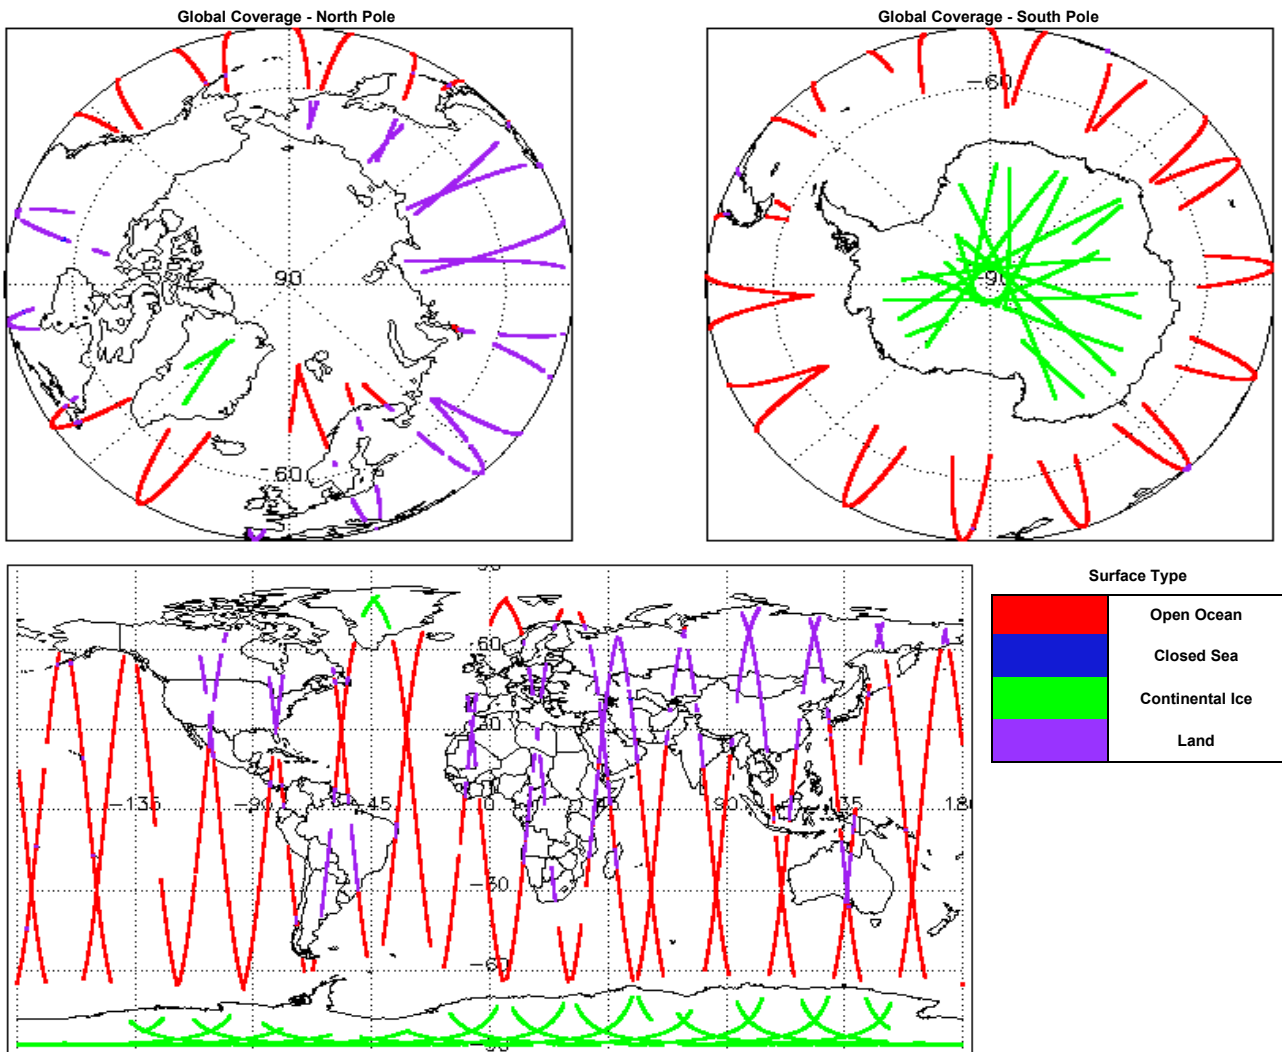 Global Coverage - North Pole
Global Coverage - South Pole
90
60
−60
−90
Surface Type
Open Ocean
Closed Sea
Continental Ice
Land
60
30
−135
−90
−45
0
45
90
135
180
−30
−60